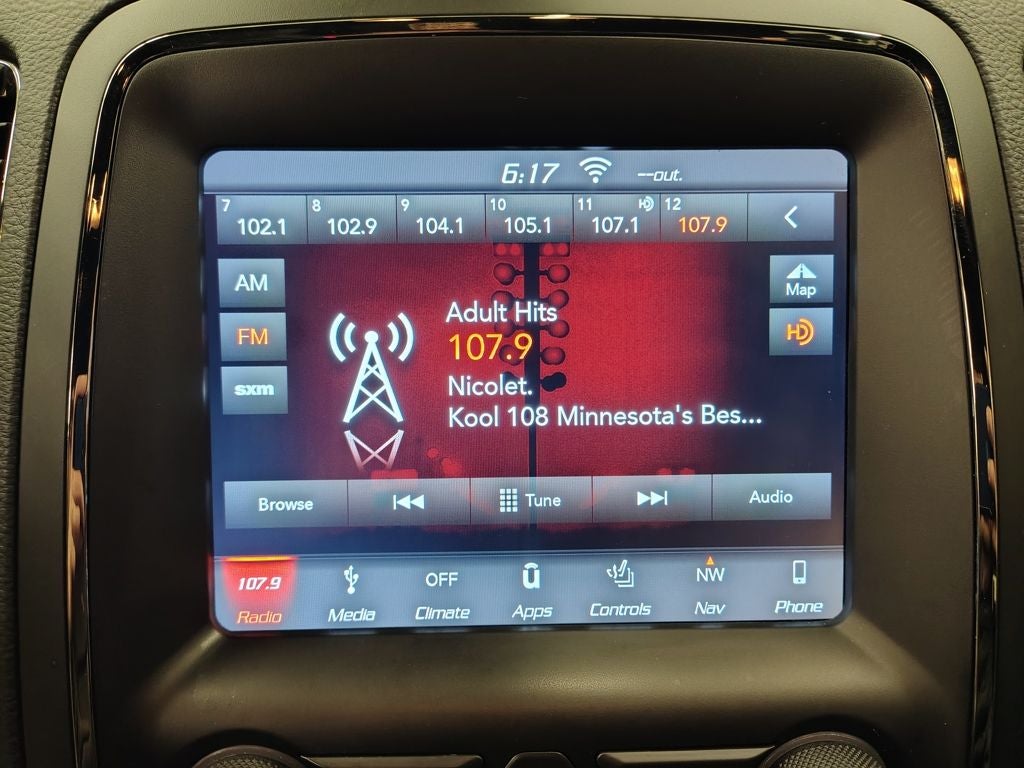 6:17 --out.
7 8 9 10 11 HD 12
102.1 102.9 104.1 105.1 107.1 107.9
AM
Map
FM
HD
sxm
Adult Hits
107.9
Nicolet.
Kool 108 Minnesota's Bes...
Browse Tune Audio
107.9 OFF u NW
Radio Media Climate Apps Controls Nav Phone